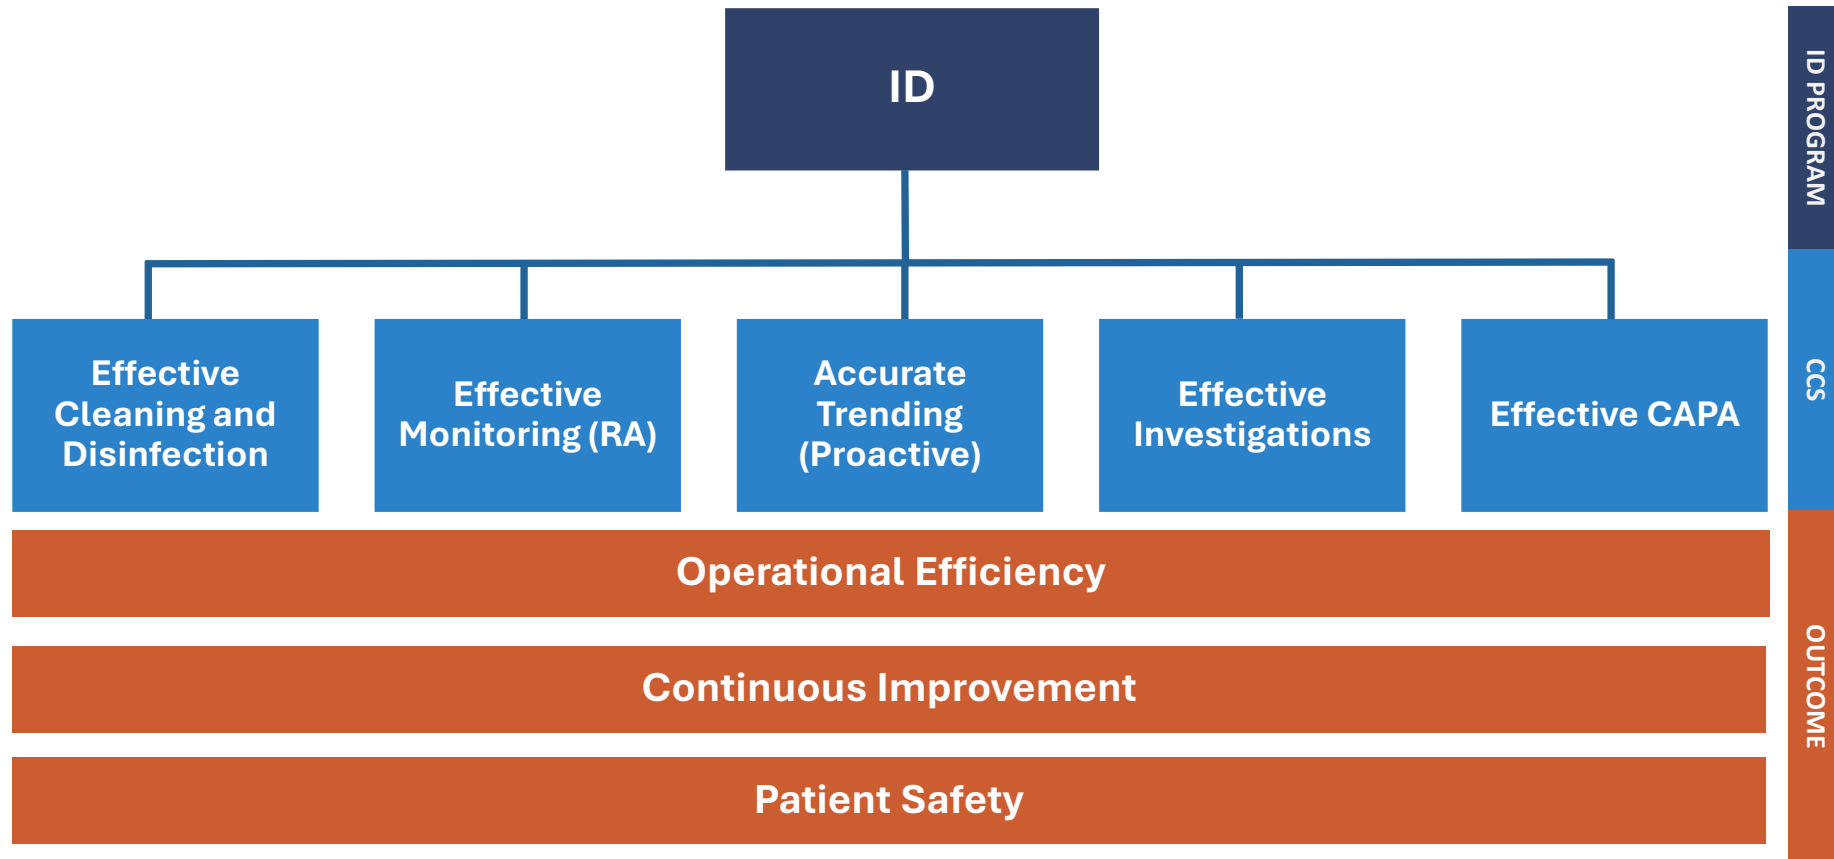 ID
ID PROGRAM
Effective
Cleaning and
Disinfection
Effective
Monitoring (RA)
Accurate
Trending
(Proactive)
Effective
Investigations
Effective CAPA
CCS
Operational Efficiency
Continuous Improvement
Patient Safety
OUTCOME